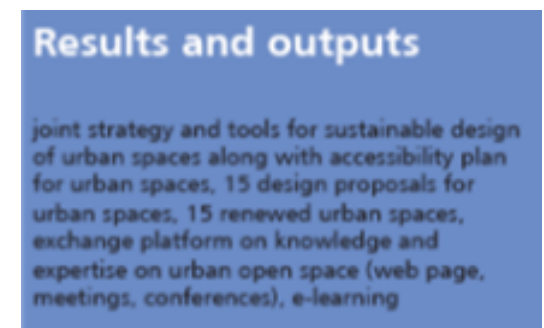 Results and outputs
joint strategy and tools for sustainable design
of urban spaces along with accessibility plan
for urban spaces, 15 design proposals for
urban spaces, 15 renewed urban spaces,
exchange platform on knowledge and
expertise on urban open space (web page,
meetings, conferences), e-learning